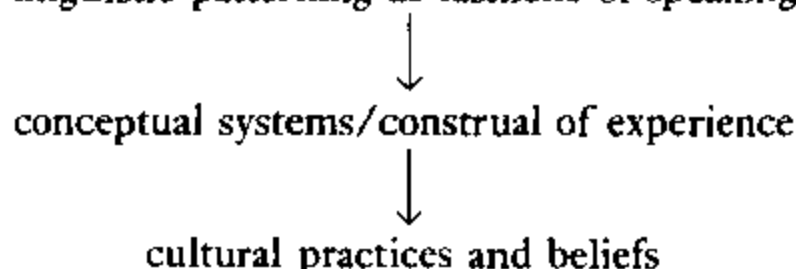 linguistic patterning as fashions of speaking
conceptual systems/construal of experience
cultural practices and beliefs